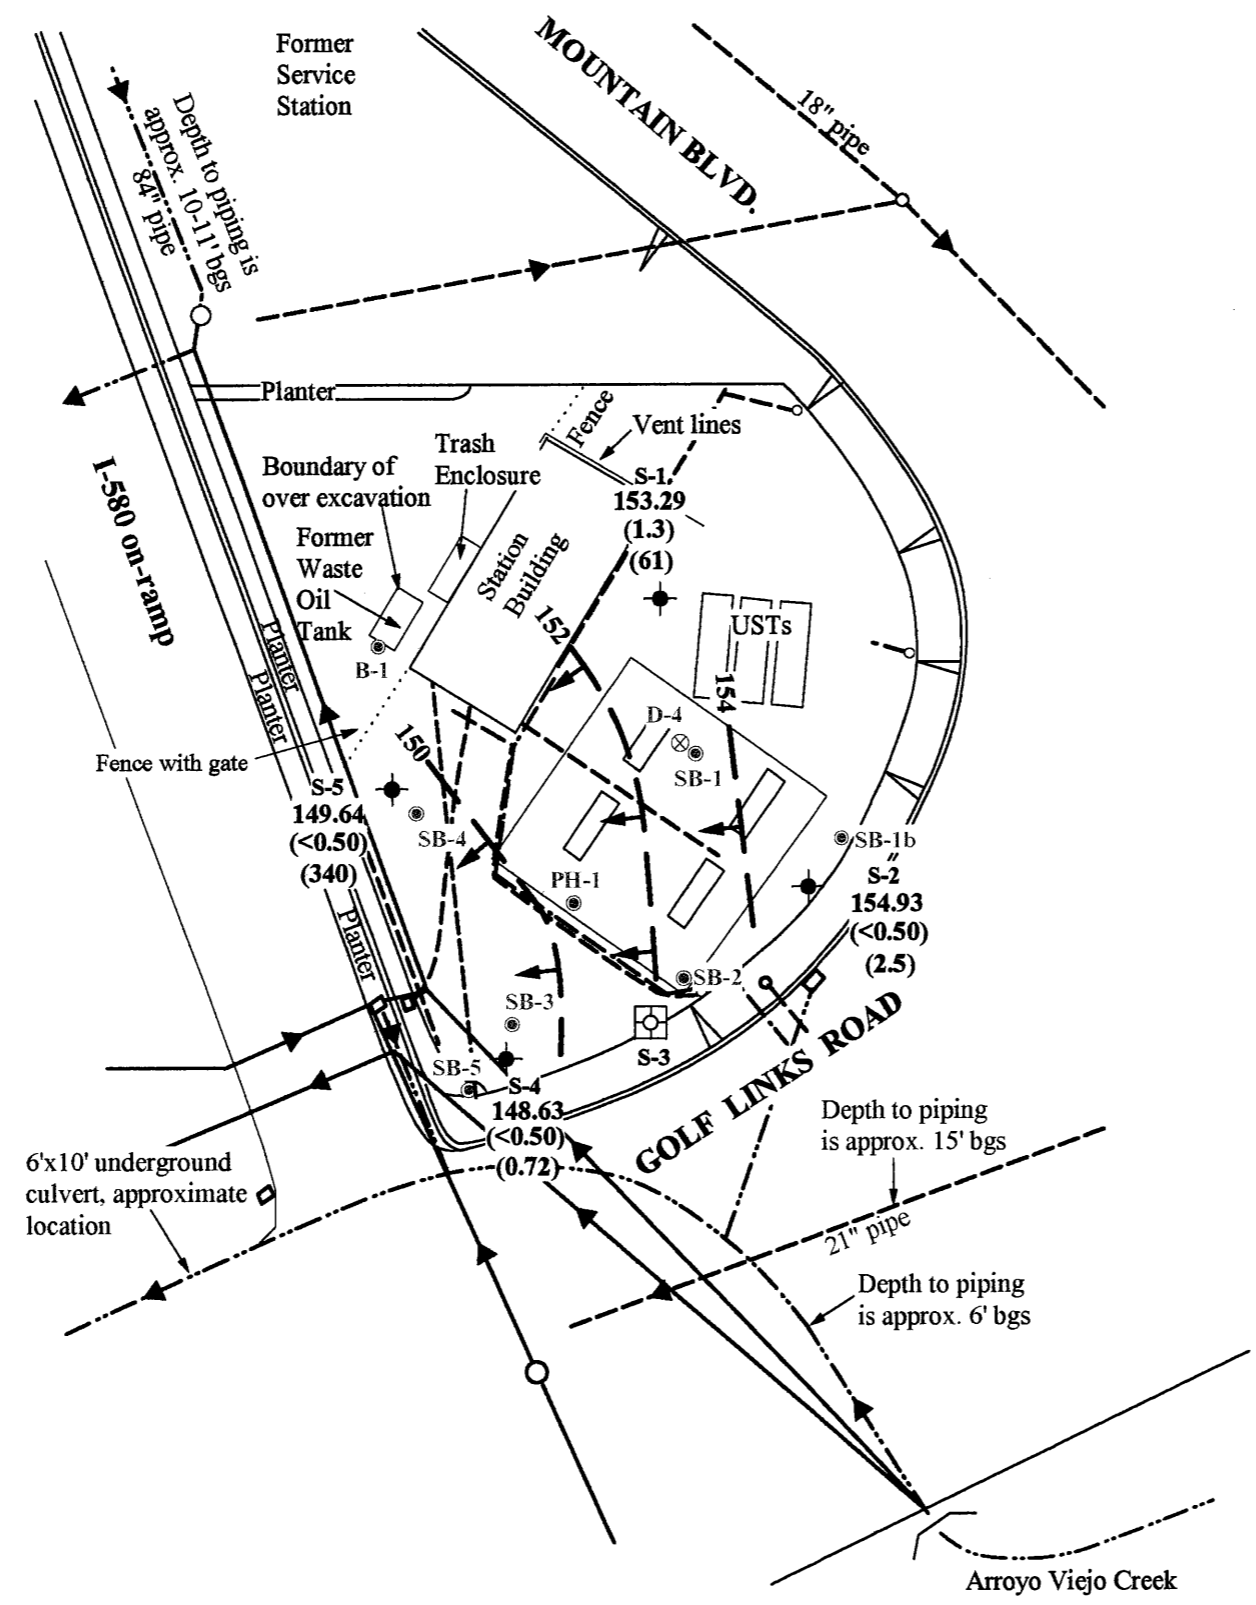 Former
Service
Station
MOUNTAIN BLVD.
18" pipe
Depth to piping is
approx. 10-11' bgs
84" pipe
Planter
Fence
Vent lines
Trash
Enclosure
Boundary of
over excavation
S-1
153.29
(1.3)
(61)
I-580 on-ramp
Former
Waste
Oil
Tank
Station
Building
152
USTs
Planter
Planter
B-1
154
D-4
150
Fence with gate
SB-1
S-5
149.64
(<0.50)
(340)
SB-4
SB-1b
S-2
154.93
(<0.50)
(2.5)
PH-1
Planter
SB-2
SB-3
S-3
SB-5
S-4
148.63
(<0.50)
(0.72)
GOLF LINKS ROAD
Depth to piping
is approx. 15' bgs
6'x10' underground
culvert, approximate
location
21" pipe
Depth to piping
is approx. 6' bgs
Arroyo Viejo Creek